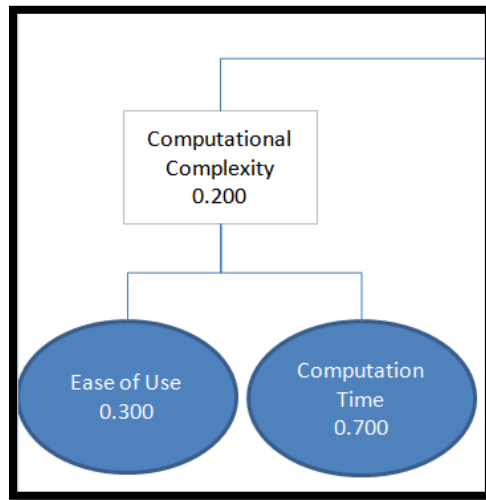 Computational
Complexity
0.200
Ease of Use
0.300
Computation
Time
0.700